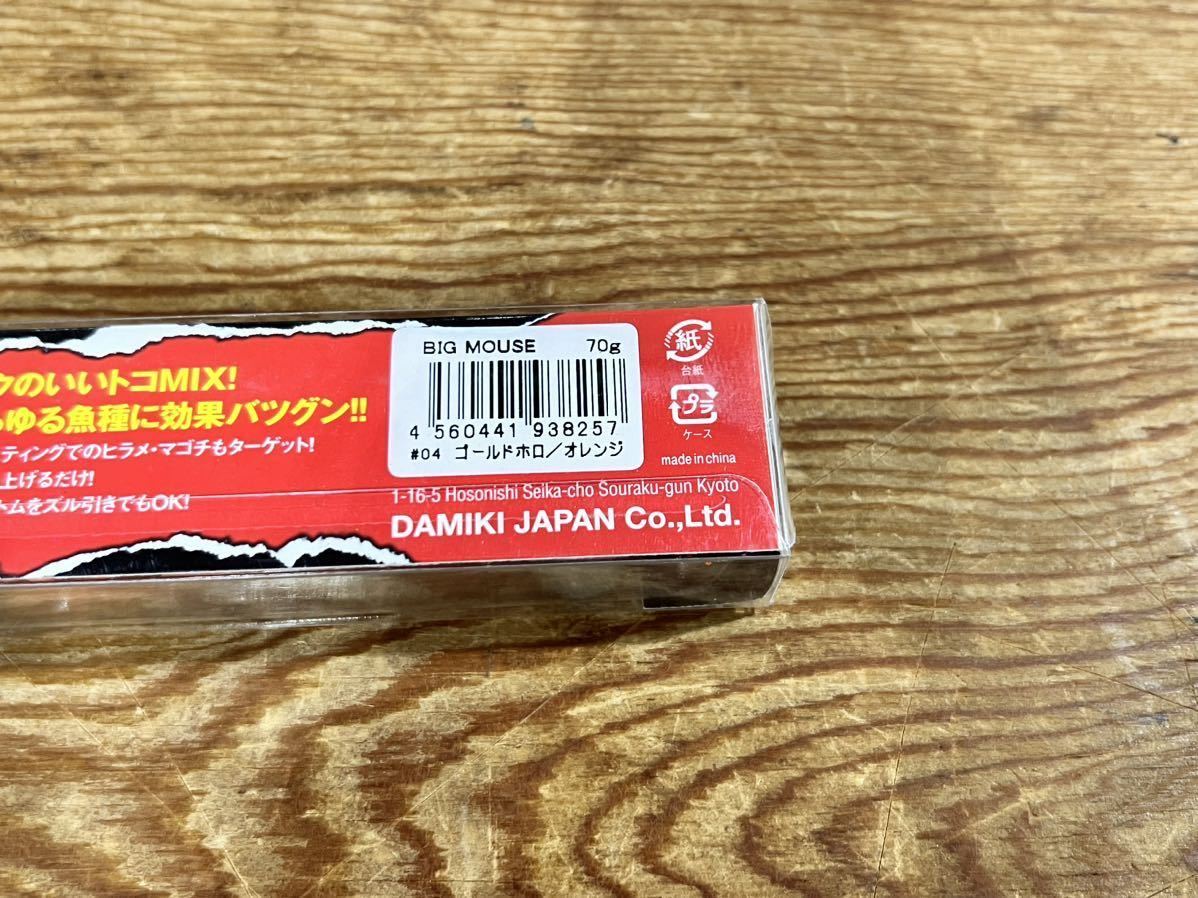 クのいいトコMIX!
らゆる魚種に効果バツグン!!
ティングでのヒラメ・マゴチもターゲット!
上げるだけ!
トムをズル引きでもOK!
BIG MOUSE 70g
4 560441 938257
#04 ゴールドホロ/オレンジ
紙
台紙
プラ
ケース
made in china
1-16-5 Hosonishi Seika-cho Souraku-gun Kyoto
DAMIKI JAPAN Co.,Ltd.